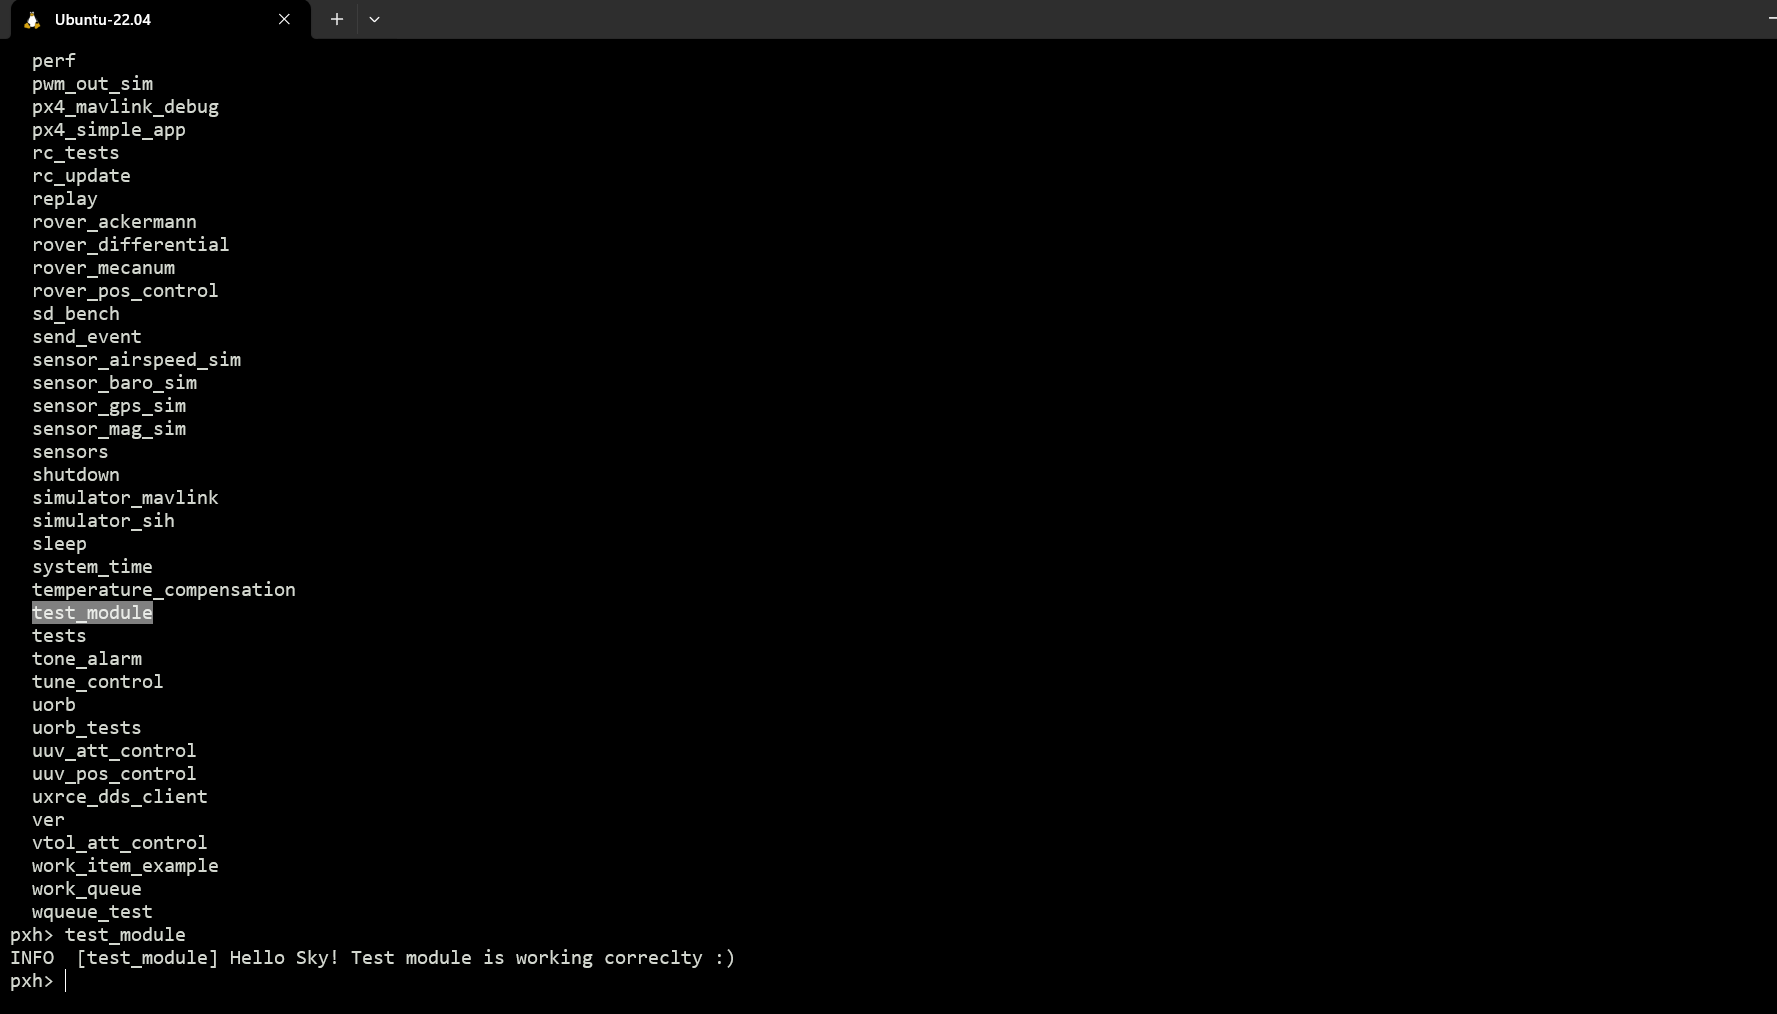 Ubuntu-22.04
perf
pwm_out_sim
px4_mavlink_debug
px4_simple_app
rc_tests
rc_update
replay
rover_ackermann
rover_differential
rover_mecanum
rover_pos_control
sd_bench
send_event
sensor_airspeed_sim
sensor_baro_sim
sensor_gps_sim
sensor_mag_sim
sensors
shutdown
simulator_mavlink
simulator_sih
sleep
system_time
temperature_compensation
test_module
tests
tone_alarm
tune_control
uorb
uorb_tests
uuv_att_control
uuv_pos_control
uxrce_dds_client
ver
vtol_att_control
work_item_example
work_queue
wqueue_test
pxh> test_module
INFO  [test_module] Hello Sky! Test module is working correclty :)
pxh>